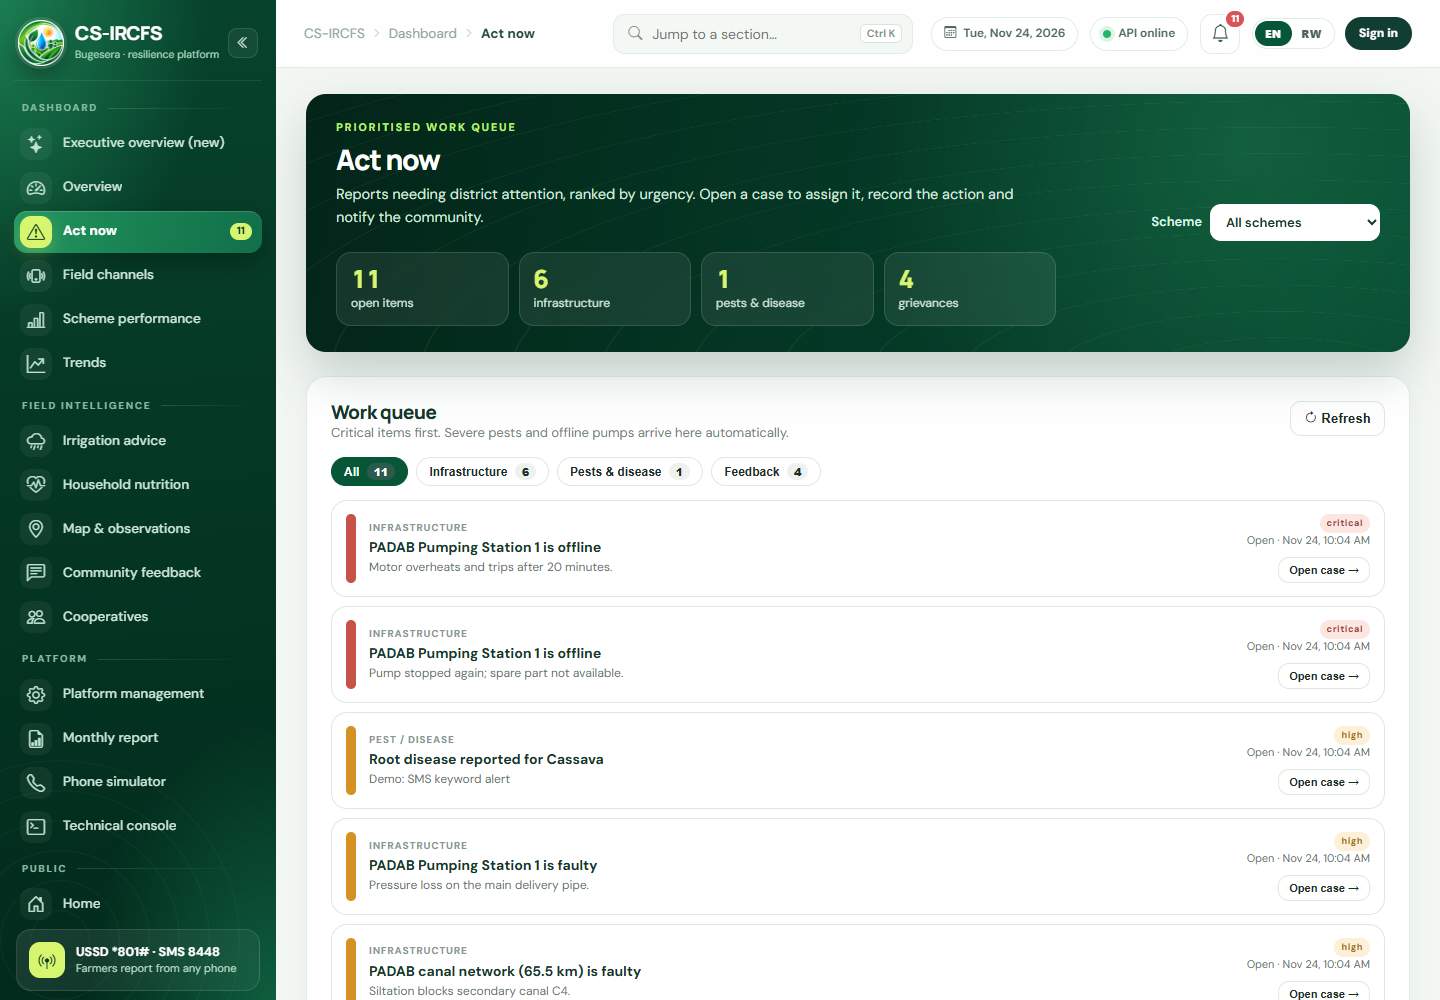 CS-IRCFS
Bugesera · resilience platform
DASHBOARD
Executive overview (new)
Overview
Act now
11
Field channels
Scheme performance
Trends
FIELD INTELLIGENCE
Irrigation advice
Household nutrition
Map & observations
Community feedback
Cooperatives
PLATFORM
Platform management
Monthly report
Phone simulator
Technical console
PUBLIC
Home
USSD *801# · SMS 8448
Farmers report from any phone
CS-IRCFS > Dashboard > Act now
Jump to a section...
Ctrl K
Tue, Nov 24, 2026
API online
11
EN
RW
Sign in
PRIORITISED WORK QUEUE
Act now
Reports needing district attention, ranked by urgency. Open a case to assign it, record the action and
notify the community.
Scheme
All schemes
11
open items
6
infrastructure
1
pests & disease
4
grievances
Work queue
Critical items first. Severe pests and offline pumps arrive here automatically.
Refresh
All 11
Infrastructure 6
Pests & disease 1
Feedback 4
INFRASTRUCTURE
PADAB Pumping Station 1 is offline
Motor overheats and trips after 20 minutes.
critical
Open · Nov 24, 10:04 AM
Open case →
INFRASTRUCTURE
PADAB Pumping Station 1 is offline
Pump stopped again; spare part not available.
critical
Open · Nov 24, 10:04 AM
Open case →
PEST / DISEASE
Root disease reported for Cassava
Demo: SMS keyword alert
high
Open · Nov 24, 10:04 AM
Open case →
INFRASTRUCTURE
PADAB Pumping Station 1 is faulty
Pressure loss on the main delivery pipe.
high
Open · Nov 24, 10:04 AM
Open case →
INFRASTRUCTURE
PADAB canal network (65.5 km) is faulty
Siltation blocks secondary canal C4.
high
Open · Nov 24, 10:04 AM
Open case →